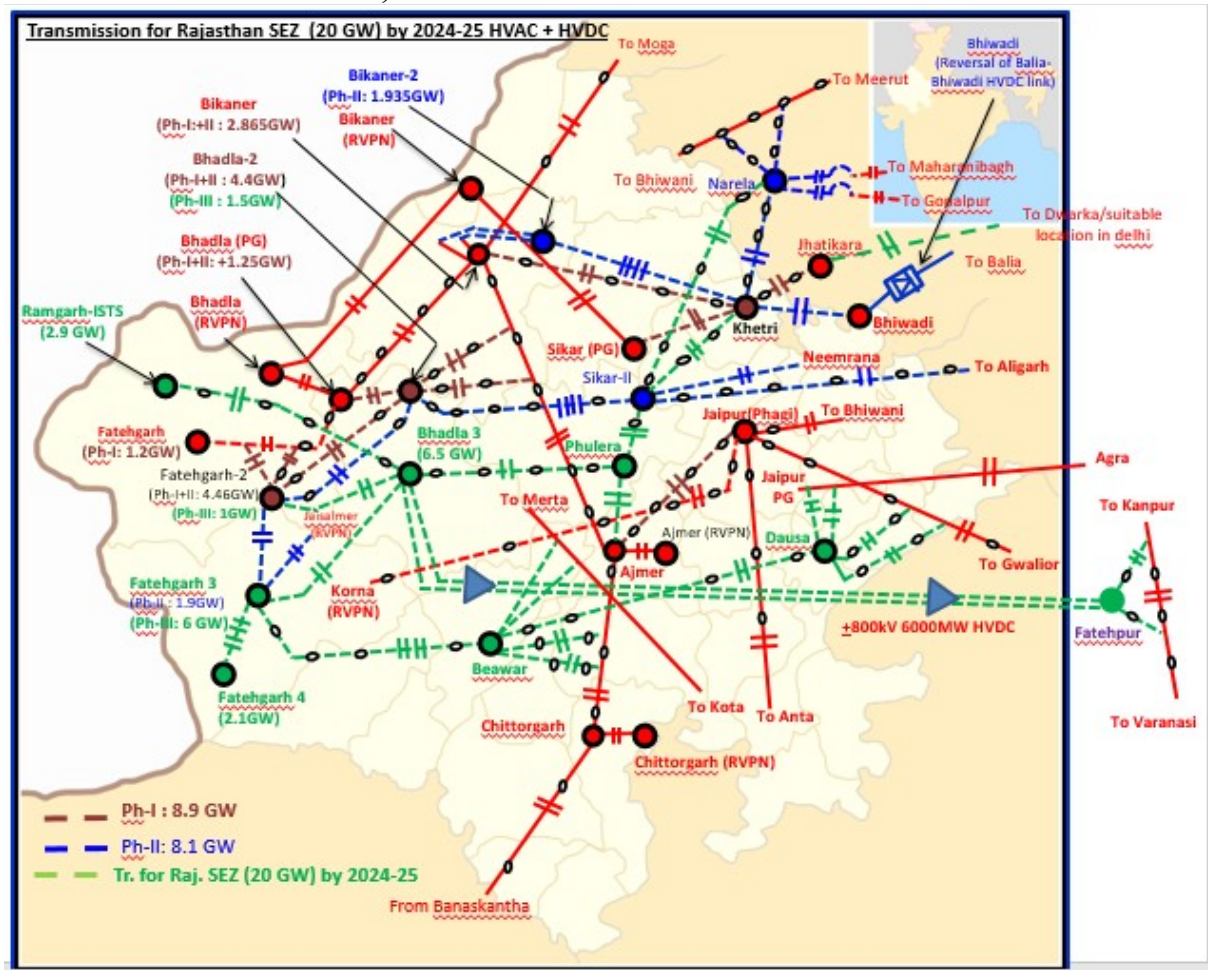 Transmission for Rajasthan SEZ (20 GW) by 2024-25 HVAC + HVDC
To Moga
Bhiwadi
(Reversal of Balia-
Bhiwadi HVDC link)
Bikaner-2
(Ph-II: 1.935GW)
Bikaner
(RVPN)
Bikaner
(Ph-I:+II : 2.865GW)
Bhadla-2
(Ph-I+II : 4.4GW)
(Ph-III : 1.5GW)
Bhadla (PG)
(Ph-I+II: +1.25GW)
Bhadla
(RVPN)
Ramgarh-ISTS
(2.9 GW)
To Meerut
To Bhiwani
Narela
To Maharanibagh
To Gopalpur
To Dwarka/suitable
location in delhi
Jhatikara
To Balia
Khetri
Bhiwadi
Sikar (PG)
Neemrana
To Aligarh
Sikar-II
Jaipur(Phagi)
To Bhiwani
Fatehgarh
(Ph-I: 1.2GW)
Bhadla 3
(6.5 GW)
Phulera
Agra
Fatehgarh-2
(Ph-I+II: 4.46GW)
(Ph-III: 1GW)
Jaisalmer
(RVPN)
To Merta
Jaipur
PG
To Kanpur
Ajmer (RVPN)
Dausa
Ajmer
To Gwalior
Fatehgarh 3
(Ph-II : 1.9GW)
(Ph-III: 6 GW)
Korna
(RVPN)
+800kV 6000MW HVDC
Fatehpur
Beawar
Fatehgarh 4
(2.1GW)
To Kota
To Anta
To Varanasi
Chittorgarh
Chittorgarh (RVPN)
Ph-I : 8.9 GW
Ph-II: 8.1 GW
Tr. for Raj. SEZ (20 GW) by 2024-25
From Banaskantha